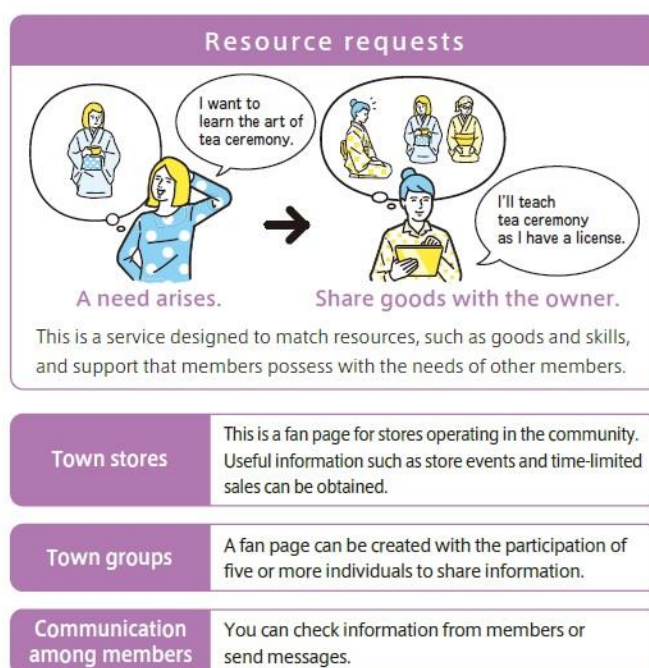 Resource requests
I want to
learn the art of
tea ceremony.
I'll teach
tea ceremony
as I have a license.
A need arises.
Share goods with the owner.
This is a service designed to match resources, such as goods and skills,
and support that members possess with the needs of other members.
Town stores
This is a fan page for stores operating in the community.
Useful information such as store events and time-limited
sales can be obtained.
Town groups
A fan page can be created with the participation of
five or more individuals to share information.
Communication
among members
You can check information from members or
send messages.